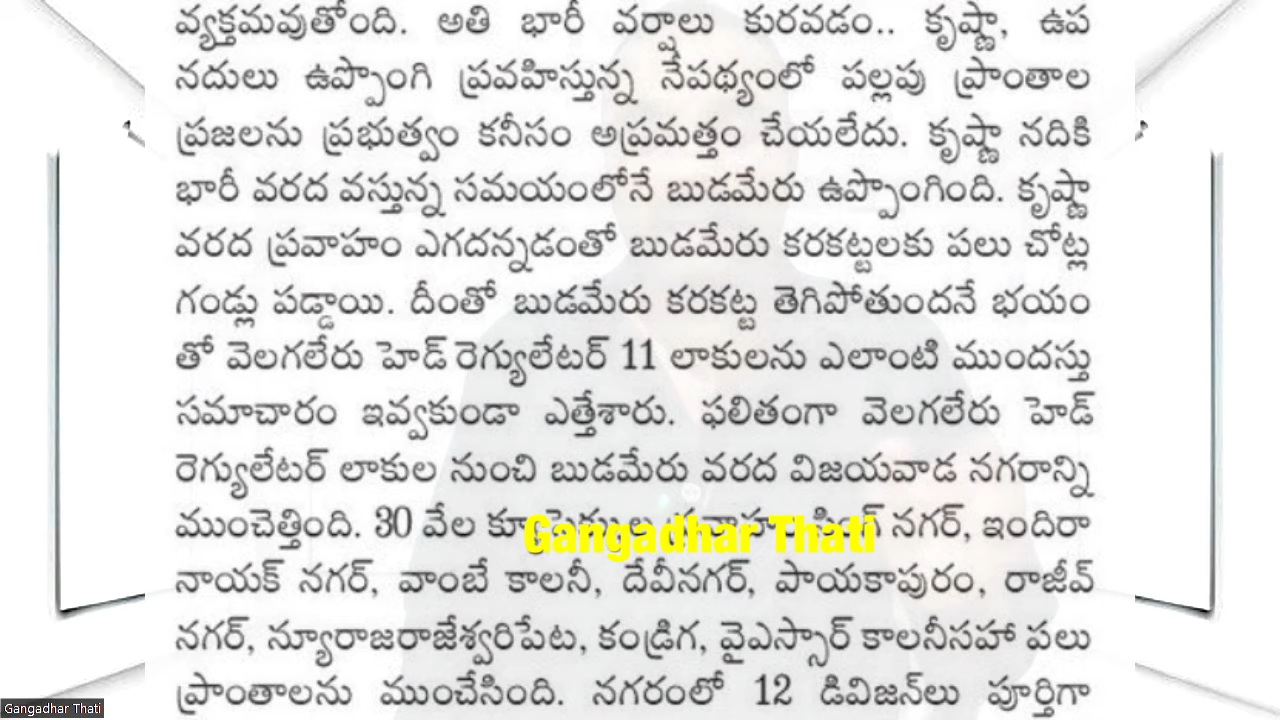 వ్యక్తమవుతోంది. అతి భారీ వర్షాలు కురవడం.. కృష్ణా, ఉప
నదులు ఉప్పొంగి ప్రవహిస్తున్న నేపథ్యంలో పల్లపు ప్రాంతాల
ప్రజలను ప్రభుత్వం కనీసం అప్రమత్తం చేయలేదు. కృష్ణా నదికి
భారీ వరద వస్తున్న సమయంలోనే బుడమేరు ఉప్పొంగింది. కృష్ణా
వరద ప్రవాహం ఎగదన్నడంతో బుడమేరు కరకట్టలకు పలు చోట్ల
గండ్లు పడ్డాయి. దీంతో బుడమేరు కరకట్ట తెగిపోతుందనే భయం
తో వెలగలేరు హెడ్ రెగ్యులేటర్ 11 లాకులను ఎలాంటి ముందస్తు
సమాచారం ఇవ్వకుండా ఎత్తేశారు. ఫలితంగా వెలగలేరు హెడ్
రెగ్యులేటర్ లాకుల నుంచి బుడమేరు వరద విజయవాడ నగరాన్ని
ముంచెత్తింది. 30 వేల నగర్, ఇందిరా
Gangadhar Thati
నాయక్ నగర్, వాంబే కాలనీ, దేవీనగర్, పాయకాపురం, రాజీవ్
నగర్, న్యూరాజరాజేశ్వరిపేట, కండ్రిగ, వైఎస్సార్ కాలనీసహా పలు
ప్రాంతాలను ముంచేసింది. నగరంలో 12 డివిజన్‌లు పూర్తిగా
Gangadhar Thati